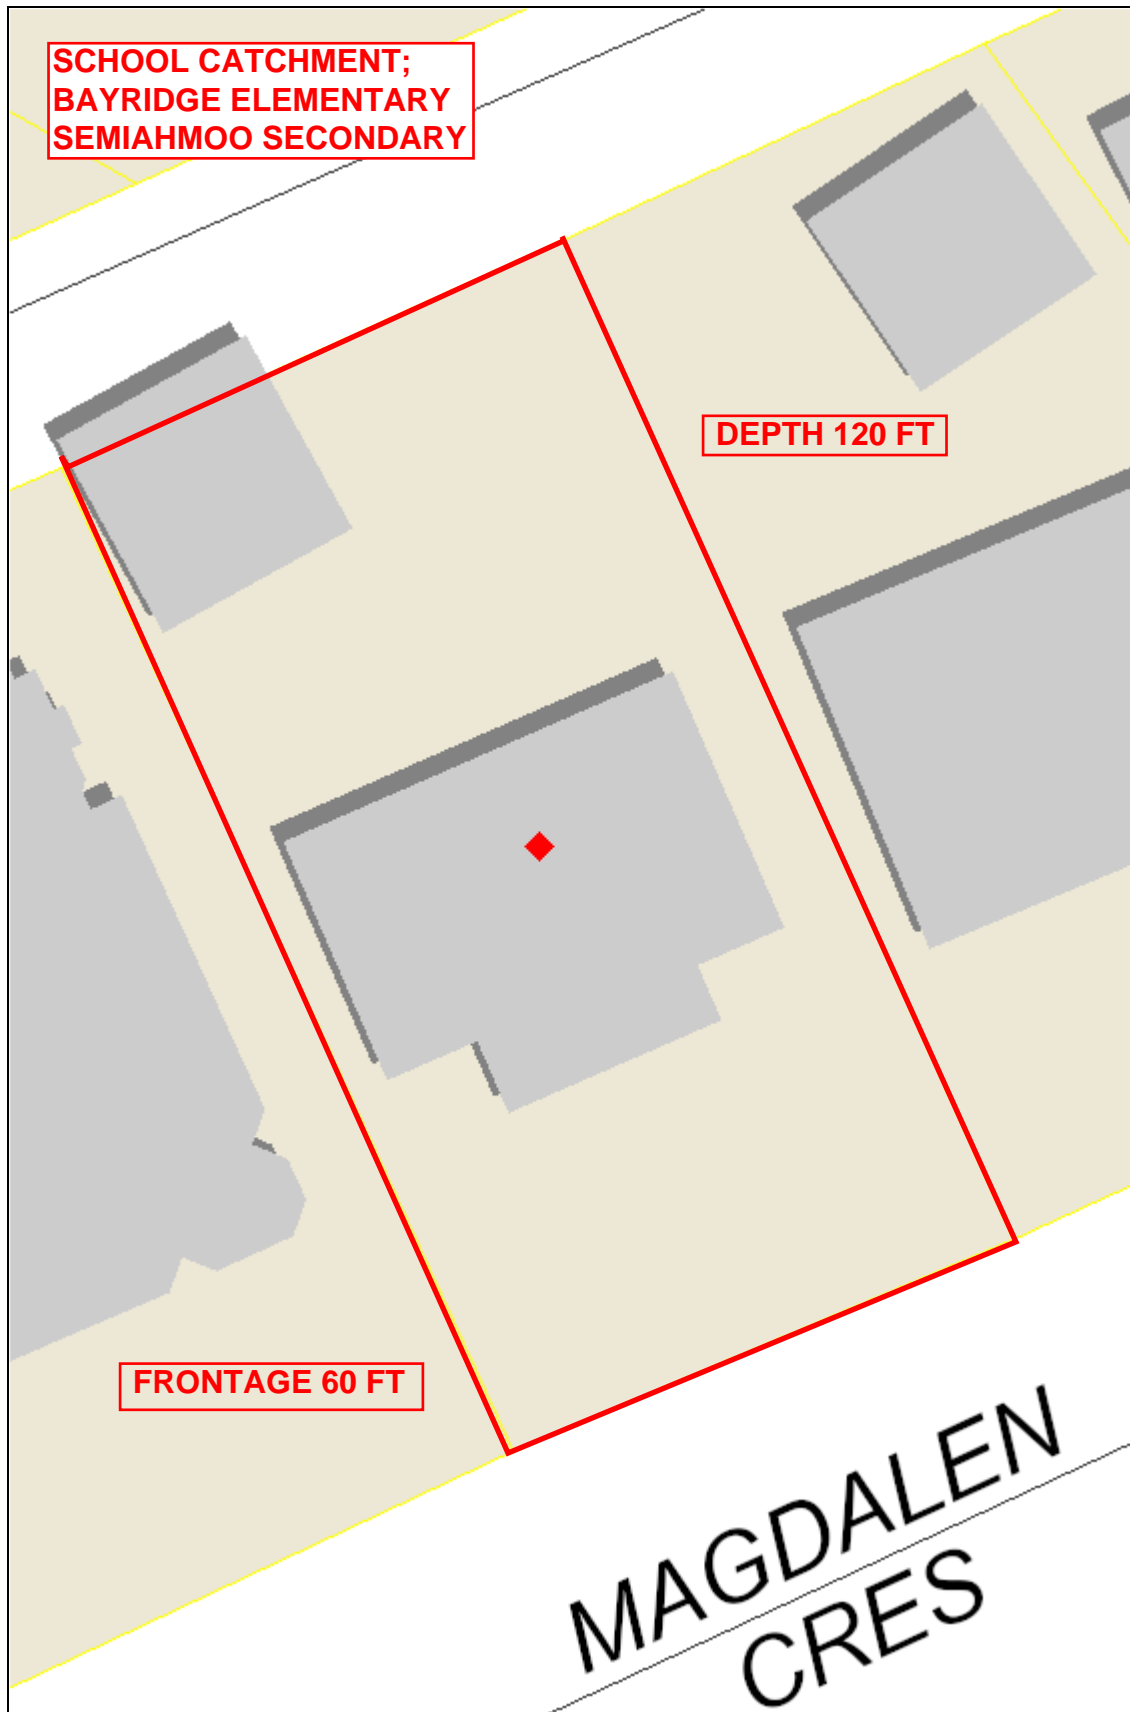 SCHOOL CATCHMENT;
BAYRIDGE ELEMENTARY
SEMIAHMOO SECONDARY
DEPTH 120 FT
FRONTAGE 60 FT
MAGDALEN
CRES